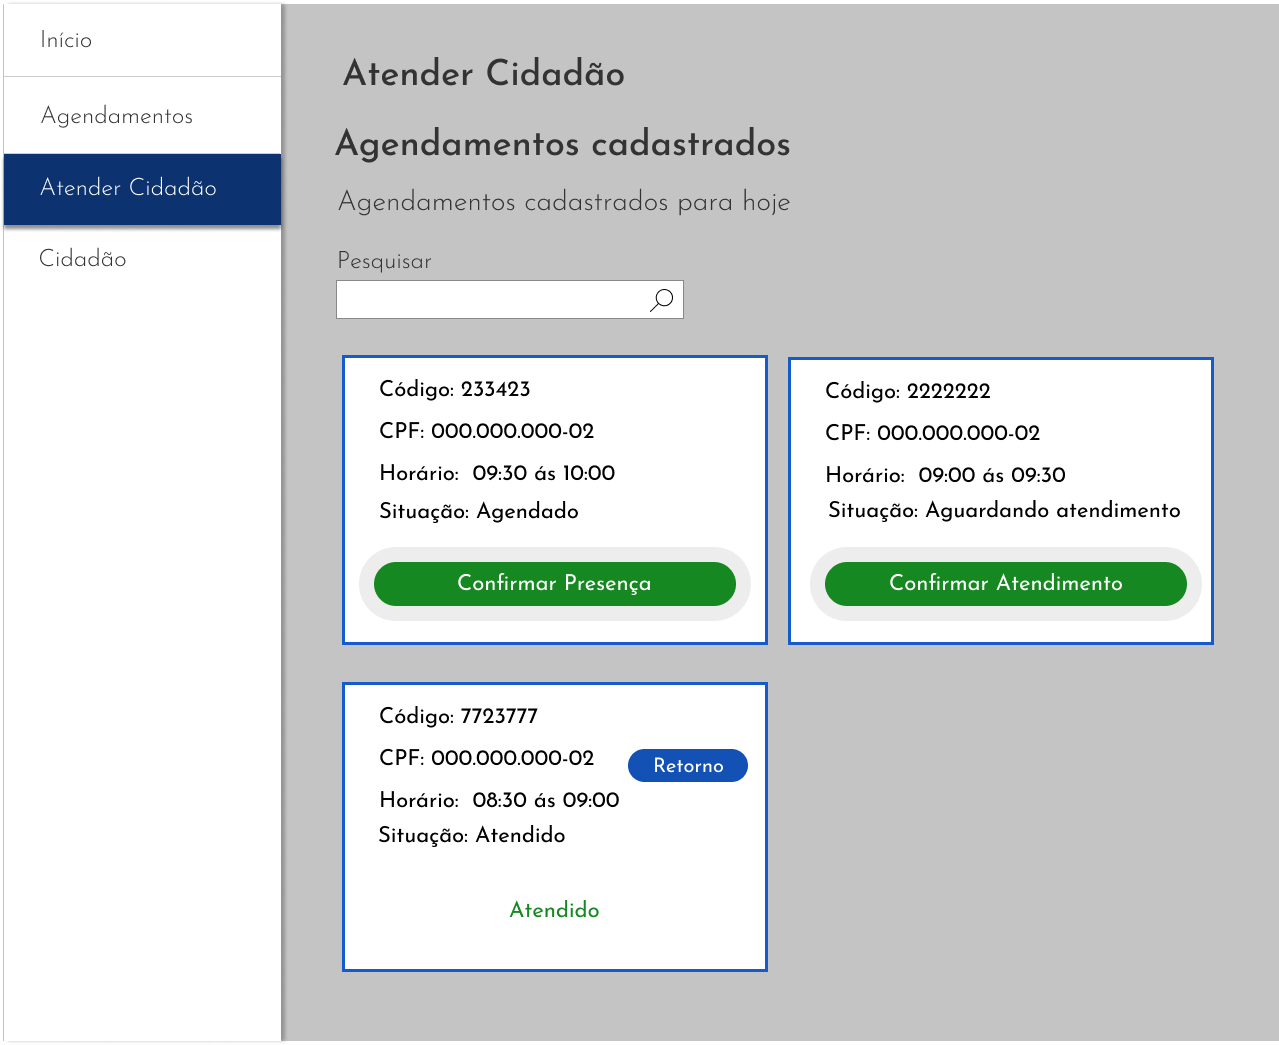 Início
Agendamentos
Atender Cidadão
Cidadão
Atender Cidadão
Agendamentos cadastrados
Agendamentos cadastrados para hoje
Pesquisar
Código: 233423
CPF: 000.000.000-02
Horário: 09:30 ás 10:00
Situação: Agendado
Confirmar Presença
Código: 2222222
CPF: 000.000.000-02
Horário: 09:00 ás 09:30
Situação: Aguardando atendimento
Confirmar Atendimento
Código: 7723777
CPF: 000.000.000-02
Retorno
Horário: 08:30 ás 09:00
Situação: Atendido
Atendido